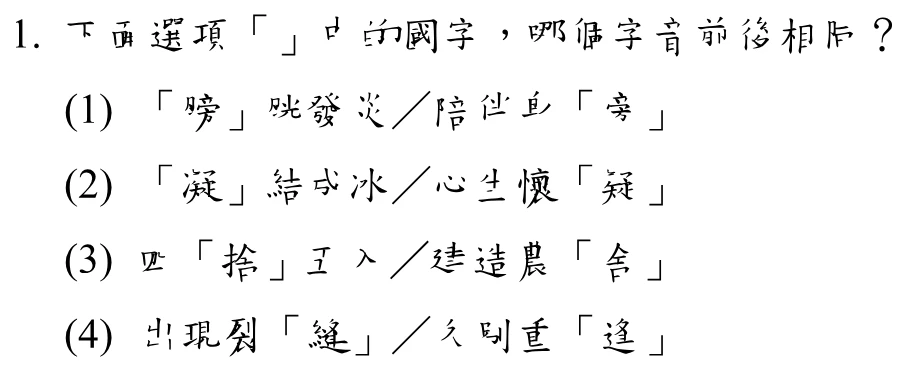 1. 下面選項「」中的國字，哪個字音前後相同？
(1) 「膀」胱發炎／陪伴身「旁」
(2) 「凝」結成冰／心生懷「疑」
(3) 四「捨」五入／建造農「舍」
(4) 出現裂「縫」／久別重「逢」